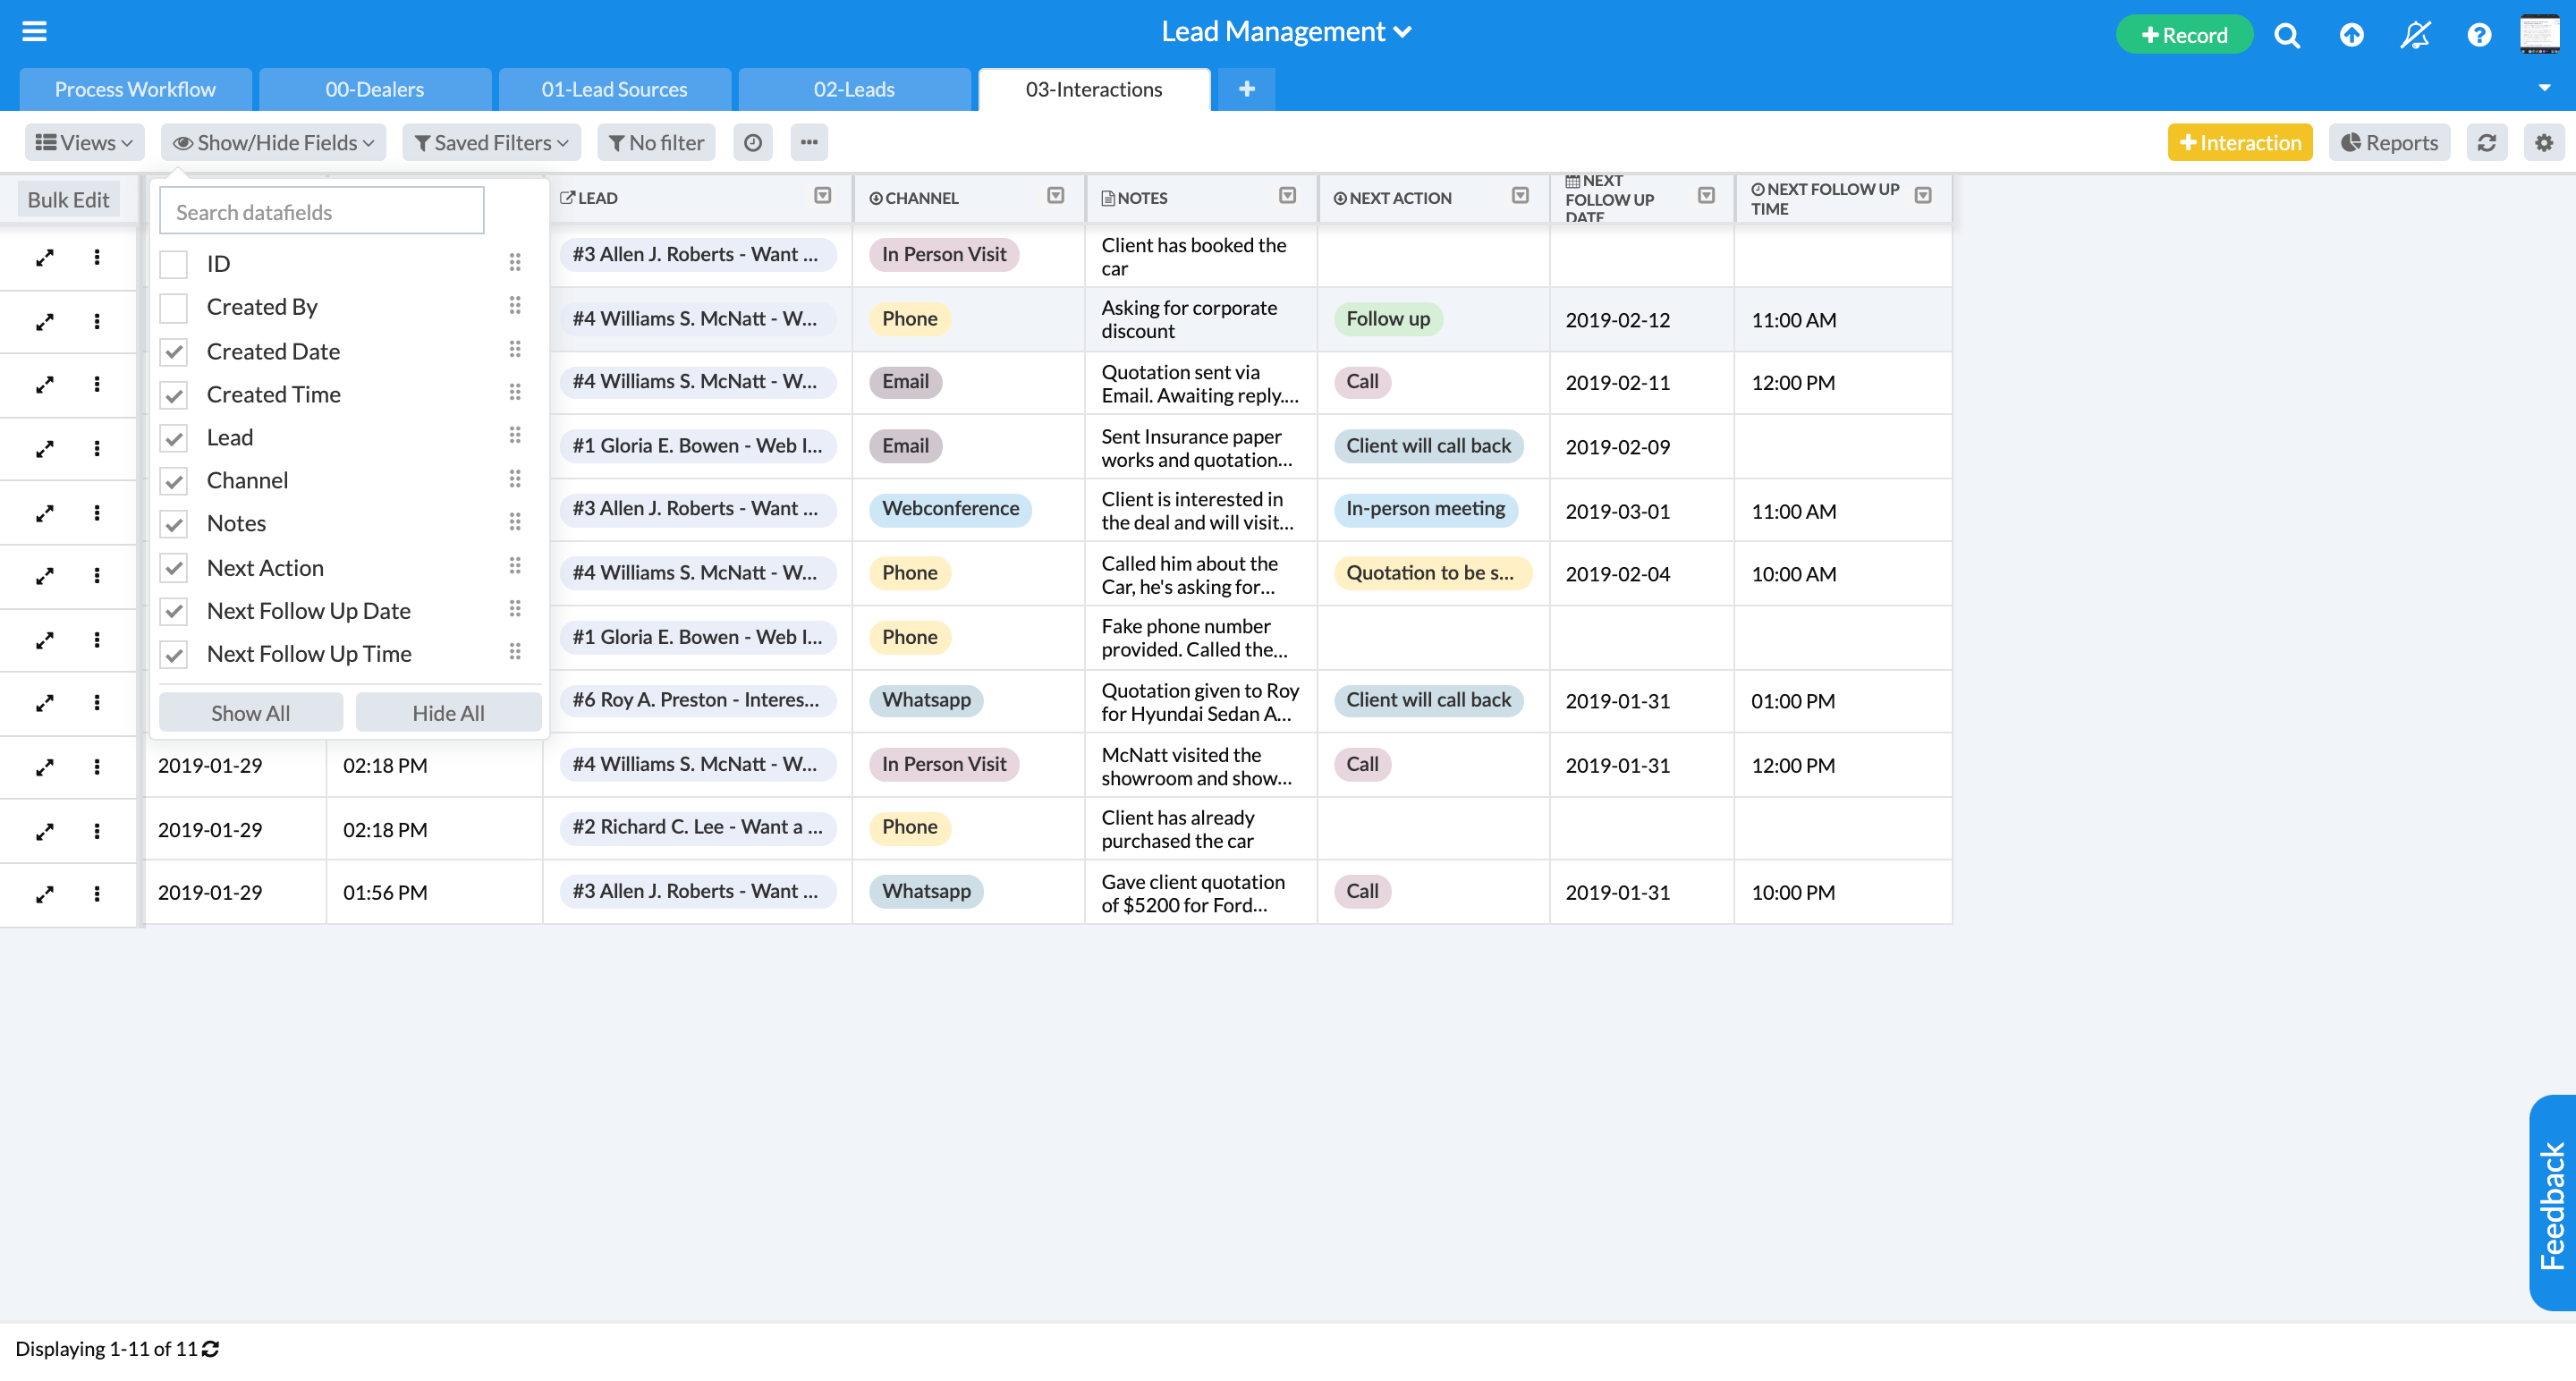 Lead Management
Record
Process Workflow
00-Dealers
01-Lead Sources
02-Leads
03-Interactions
+
Views
Show/Hide Fields
Saved Filters
No filter
Interaction
Reports
Bulk Edit
Search datafields
ID
Created By
Created Date
Created Time
Lead
Channel
Notes
Next Action
Next Follow Up Date
Next Follow Up Time
Show All
Hide All
LEAD
CHANNEL
NOTES
NEXT ACTION
NEXT
FOLLOW UP
DATE
NEXT FOLLOW UP
TIME
#3 Allen J. Roberts - Want ...
In Person Visit
Client has booked the
car
#4 Williams S. McNatt - W...
Phone
Asking for corporate
discount
Follow up
2019-02-12
11:00 AM
#4 Williams S. McNatt - W...
Email
Quotation sent via
Email. Awaiting reply....
Call
2019-02-11
12:00 PM
#1 Gloria E. Bowen - Web I...
Email
Sent Insurance paper
works and quotation...
Client will call back
2019-02-09
#3 Allen J. Roberts - Want ...
Webconference
Client is interested in
the deal and will visit...
In-person meeting
2019-03-01
11:00 AM
#4 Williams S. McNatt - W...
Phone
Called him about the
Car, he's asking for...
Quotation to be s...
2019-02-04
10:00 AM
#1 Gloria E. Bowen - Web I...
Phone
Fake phone number
provided. Called the...
#6 Roy A. Preston - Interes...
Whatsapp
Quotation given to Roy
for Hyundai Sedan A...
Client will call back
2019-01-31
01:00 PM
2019-01-29
02:18 PM
#4 Williams S. McNatt - W...
In Person Visit
McNatt visited the
showroom and show...
Call
2019-01-31
12:00 PM
2019-01-29
02:18 PM
#2 Richard C. Lee - Want a ...
Phone
Client has already
purchased the car
2019-01-29
01:56 PM
#3 Allen J. Roberts - Want ...
Whatsapp
Gave client quotation
of $5200 for Ford...
Call
2019-01-31
10:00 PM
Feedback
Displaying 1-11 of 11